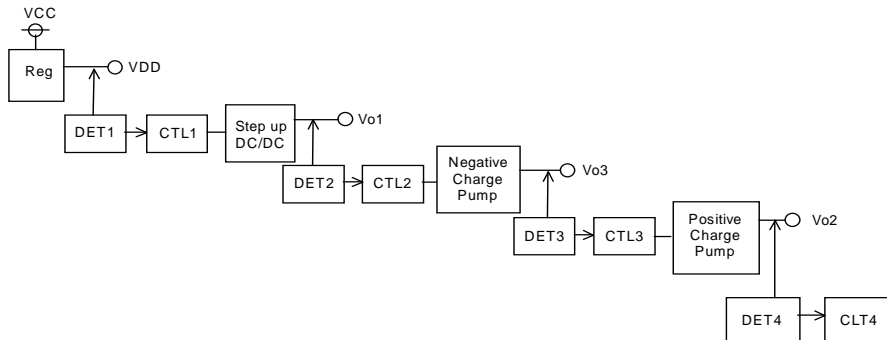 VCC
Reg
VDD
DET1
CTL1
Step up
DC/DC
Vo1
DET2
CTL2
Negative
Charge
Pump
Vo3
DET3
CTL3
Positive
Charge
Pump
Vo2
DET4
CLT4